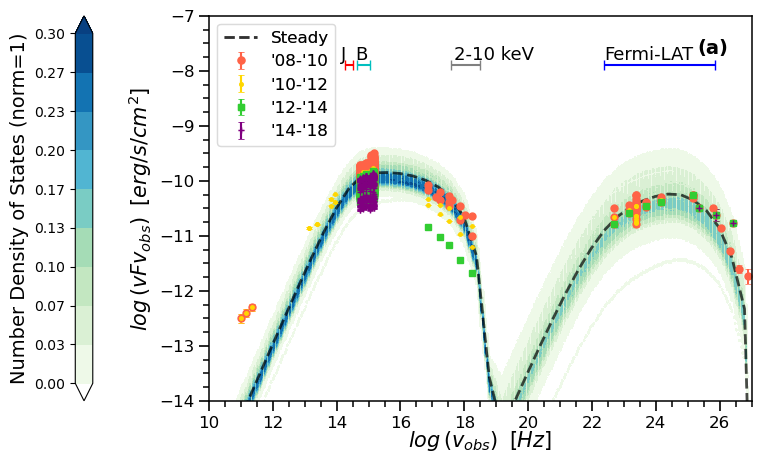 Number Density of States (norm=1)
0.30
0.27
0.23
0.20
0.17
0.13
0.10
0.07
0.03
0.00
log (vFv_obs) [erg/s/cm²]
−7
−8
−9
−10
−11
−12
−13
−14
Steady
'08-'10
'10-'12
'12-'14
'14-'18
J B
2-10 keV
Fermi-LAT
(a)
10 12 14 16 18 20 22 24 26
log (v_obs) [Hz]